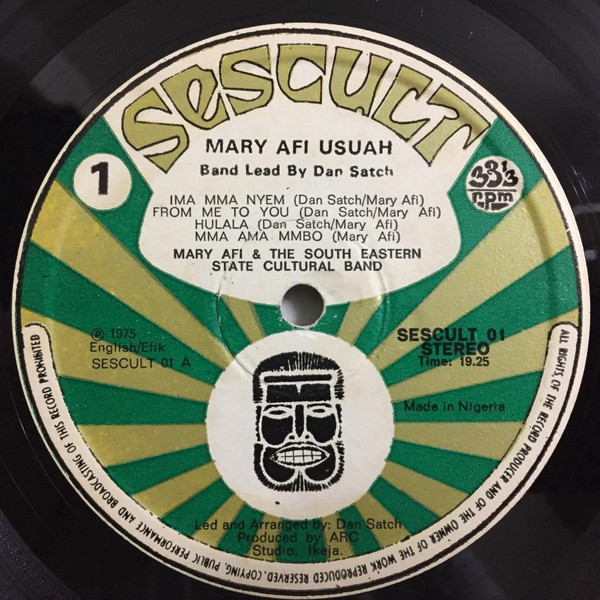 SESCULT
MARY AFI USUAH
Band Lead By Dan Satch
1
33⅓
rpm
IMA MMA NYEM (Dan Satch/Mary Afi)
FROM ME TO YOU (Dan Satch/Mary Afi)
HULALA (Dan Satch/Mary Afi)
MMA AMA MMBO (Mary Afi)
MARY AFI & THE SOUTH EASTERN
STATE CULTURAL BAND
℗ 1975
English/Efik
SESCULT 01 A
SESCULT 01
STEREO
Time: 19.25
Made in Nigeria
Led and Arranged by: Dan Satch
Produced by ARC
Studio, Ikeja.
ALL RIGHTS OF THE RECORD PRODUCER AND OF THE OWNER OF THE WORK REPRODUCED RESERVED. COPYING, PUBLIC PERFORMANCE AND BROADCASTING OF THIS RECORD PROHIBITED